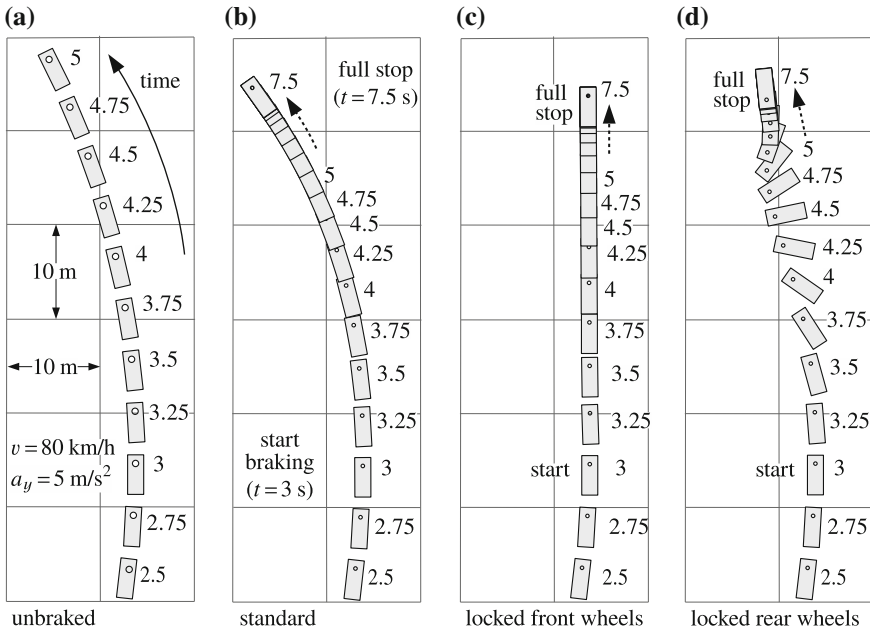 (a)
5
time
4.75
4.5
4.25
4
10 m
3.75
10 m
3.5
3.25
v = 80 km/h
a_y = 5 m/s²
3
2.75
2.5
unbraked
(b)
7.5
full stop
(t = 7.5 s)
5
4.75
4.5
4.25
4
3.75
3.5
3.25
start
braking
(t = 3 s)
3
2.75
2.5
standard
(c)
full
stop
7.5
5
4.75
4.5
4.25
4
3.75
3.5
3.25
start
3
2.75
2.5
locked front wheels
(d)
full
stop
7.5
5
4.75
4.5
4.25
4
3.75
3.5
3.25
start
3
2.75
2.5
locked rear wheels